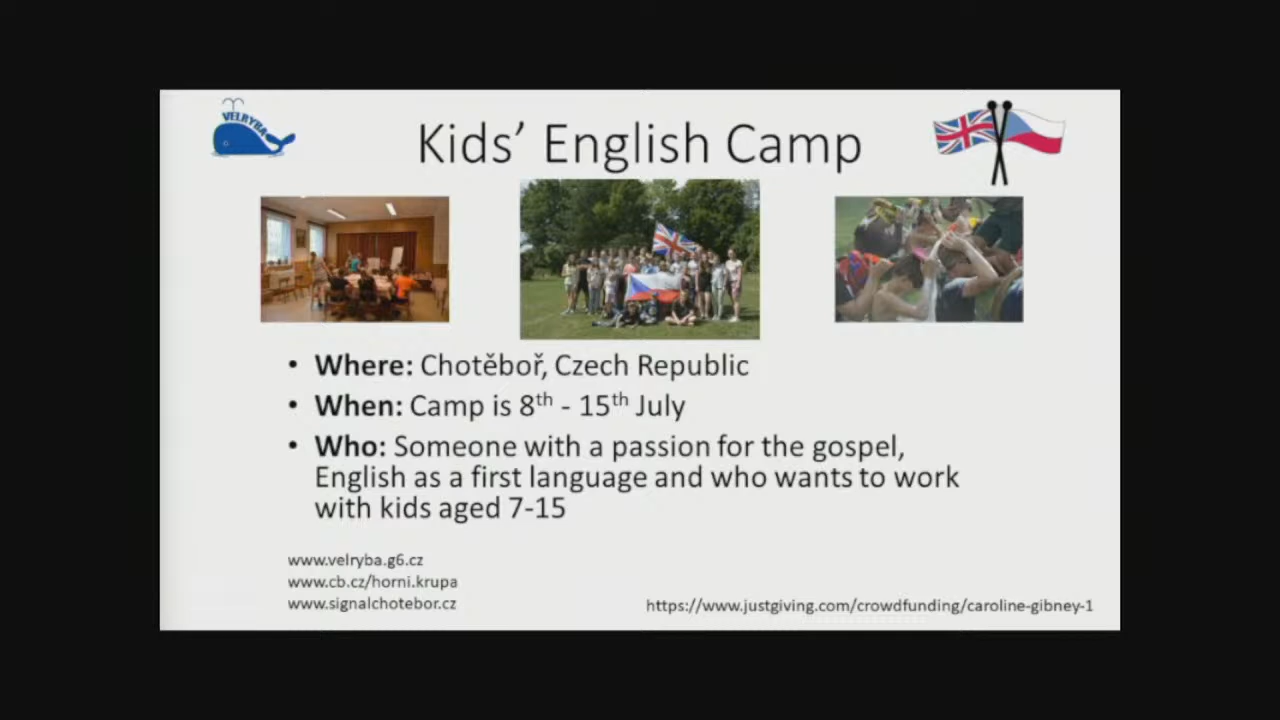 VELRYBA
Kids’ English Camp
• Where: Chotěboř, Czech Republic
• When: Camp is 8th - 15th July
• Who: Someone with a passion for the gospel,
English as a first language and who wants to work
with kids aged 7-15
www.velryba.g6.cz
www.cb.cz/horni.krupa
www.signalchotebor.cz
https://www.justgiving.com/crowdfunding/caroline-gibney-1